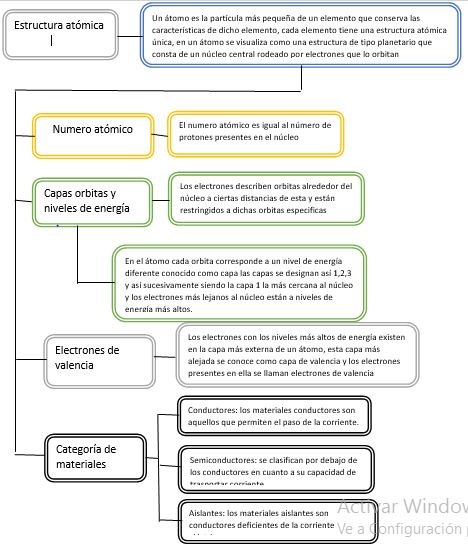 Estructura atómica
Un átomo es la partícula más pequeña de un elemento que conserva las
características de dicho elemento, cada elemento tiene una estructura atómica
única, en un átomo se visualiza como una estructura de tipo planetario que
consta de un núcleo central rodeado por electrones que lo orbitan
Numero atómico
El numero atómico es igual al número de
protones presentes en el núcleo
Capas orbitas y
niveles de energía
Los electrones describen orbitas alrededor del
núcleo a ciertas distancias de esta y están
restringidos a dichas orbitas especificas
En el átomo cada orbita corresponde a un nivel de energía
diferente conocido como capa las capas se designan así 1,2,3
y así sucesivamente siendo la capa 1 la más cercana al núcleo
y los electrones más lejanos al núcleo están a niveles de
energía más altos.
Electrones de
valencia
Los electrones con los niveles más altos de energía existen
en la capa más externa de un átomo, esta capa más
alejada se conoce como capa de valencia y los electrones
presentes en ella se llaman electrones de valencia
Categoría de
materiales
Conductores: los materiales conductores son
aquellos que permiten el paso de la corriente.
Semiconductores: se clasifican por debajo de
los conductores en cuanto a su capacidad de
trasportar corriente
Aislantes: los materiales aislantes son
conductores deficientes de la corriente
Activar Window
Ve a Configuración p